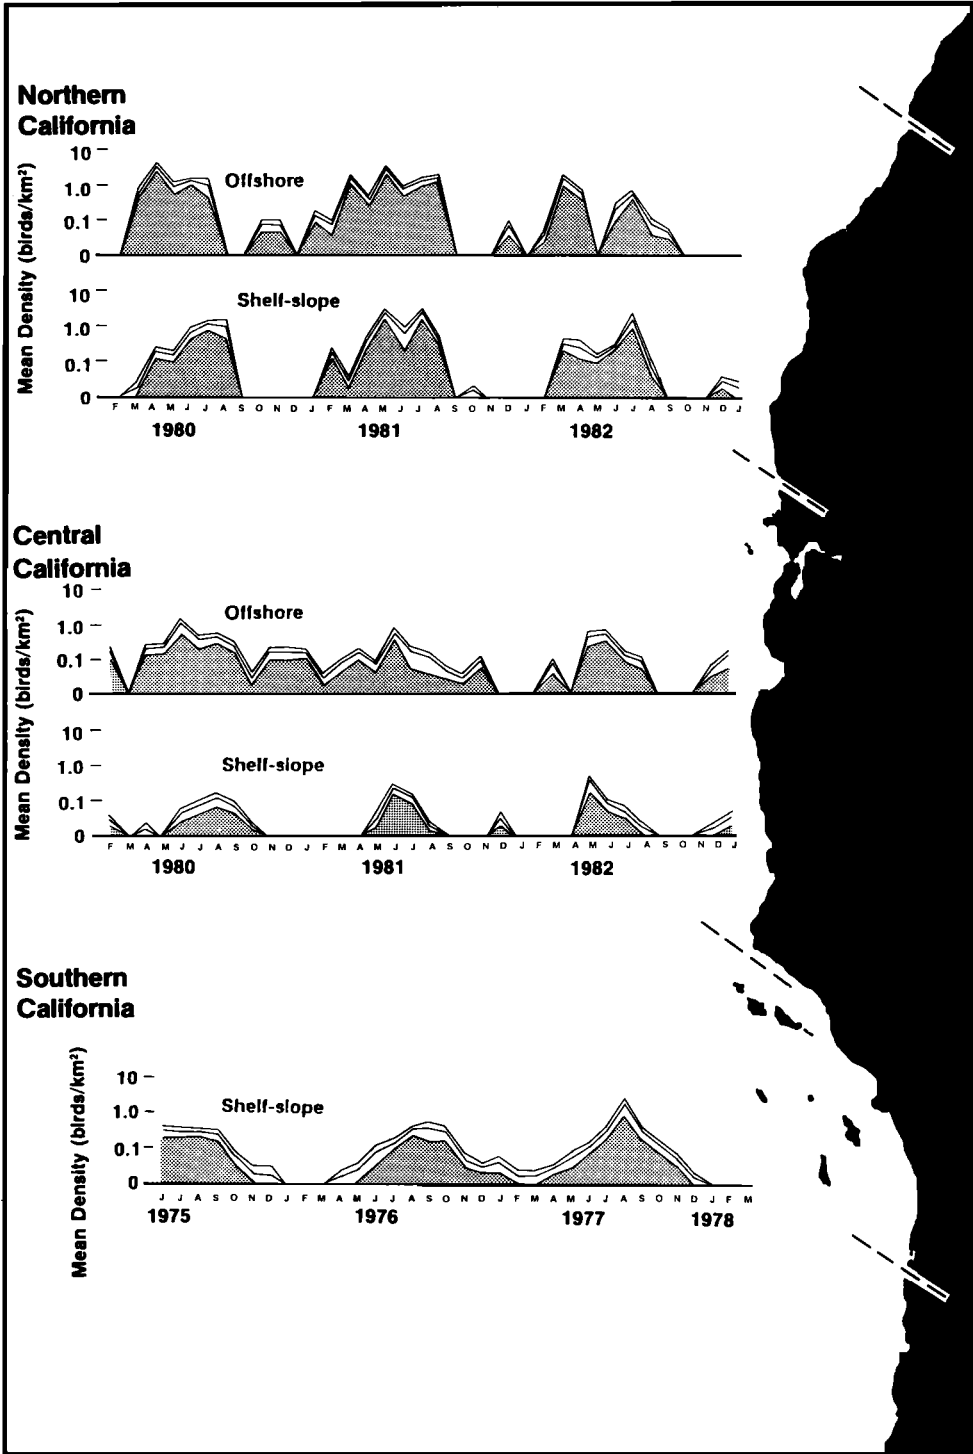 Northern
California
Mean Density (birds/km²)
10
1.0
0.1
0
Offshore
10
1.0
0.1
0
Shelf-slope
F M A M J J A S O N D J F M A M J J A S O N D J F M A M J J A S O N D J
1980 1981 1982
Central
California
Mean Density (birds/km²)
10
1.0
0.1
0
Offshore
10
1.0
0.1
0
Shelf-slope
F M A M J J A S O N D J F M A M J J A S O N D J F M A M J J A S O N D J
1980 1981 1982
Southern
California
Mean Density (birds/km²)
10
1.0
0.1
0
Shelf-slope
J J A S O N D J F M A M J J A S O N D J F M A M J J A S O N D J F M
1975 1976 1977 1978